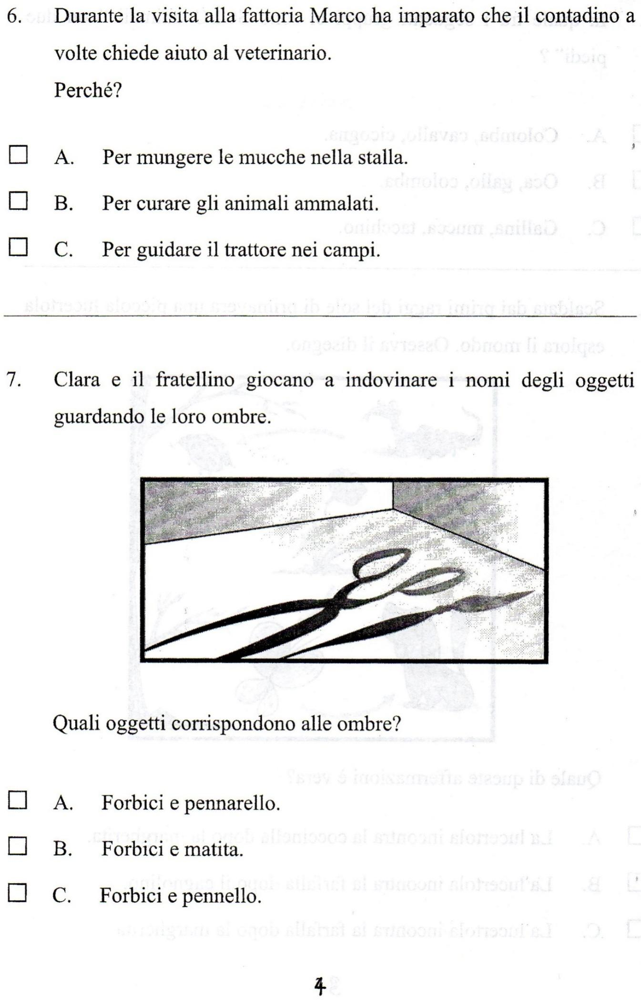 6. Durante la visita alla fattoria Marco ha imparato che il contadino a
volte chiede aiuto al veterinario.
Perché?
A. Per mungere le mucche nella stalla.
B. Per curare gli animali ammalati.
C. Per guidare il trattore nei campi.
7. Clara e il fratellino giocano a indovinare i nomi degli oggetti
guardando le loro ombre.
Quali oggetti corrispondono alle ombre?
A. Forbici e pennarello.
B. Forbici e matita.
C. Forbici e pennello.
4